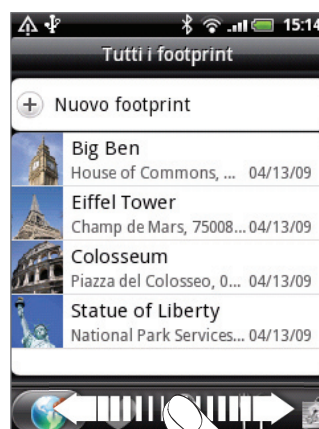 15:14
Tutti i footprint
Nuovo footprint
Big Ben
House of Commons, ... 04/13/09
Eiffel Tower
Champ de Mars, 75008... 04/13/09
Colosseum
Piazza del Colosseo, 0... 04/13/09
Statue of Liberty
National Park Services... 04/13/09